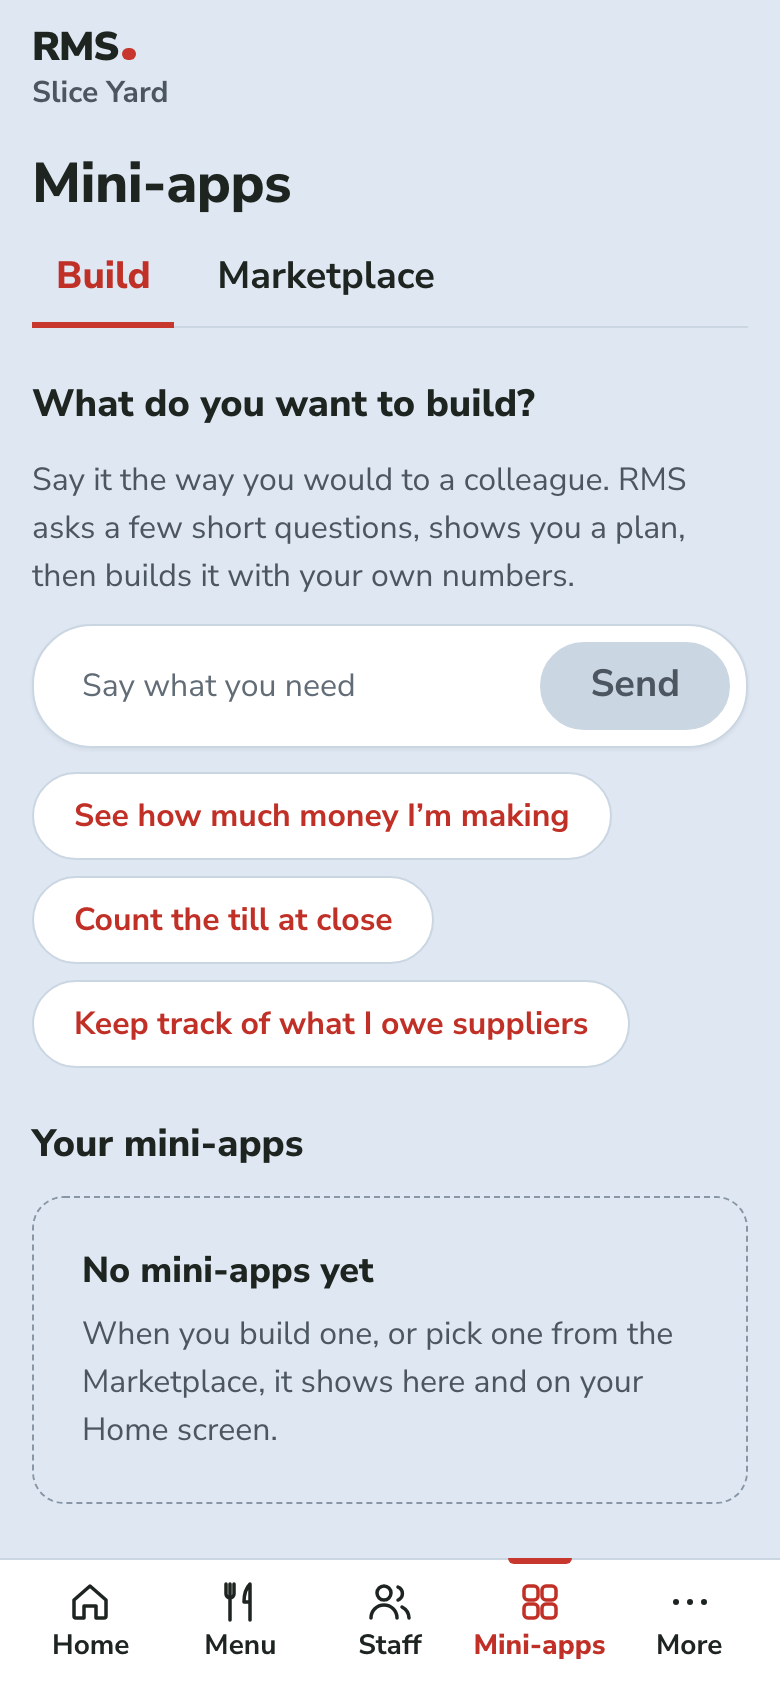 RMS.
Slice Yard
Mini-apps
Build
Marketplace
What do you want to build?
Say it the way you would to a colleague. RMS
asks a few short questions, shows you a plan,
then builds it with your own numbers.
Say what you need
Send
See how much money I’m making
Count the till at close
Keep track of what I owe suppliers
Your mini-apps
No mini-apps yet
When you build one, or pick one from the
Marketplace, it shows here and on your
Home screen.
Home
Menu
Staff
Mini-apps
More